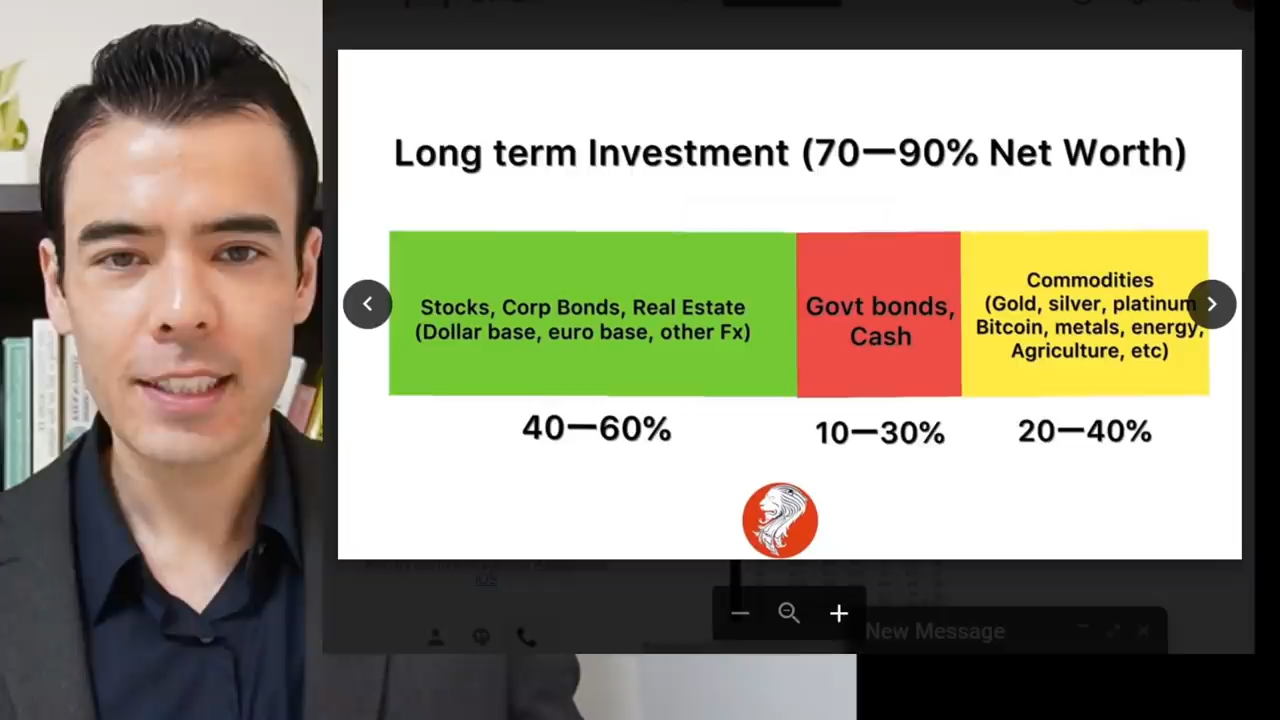 Long term Investment (70—90% Net Worth)
Stocks, Corp Bonds, Real Estate
(Dollar base, euro base, other Fx)
Govt bonds,
Cash
Commodities
(Gold, silver, platinum
Bitcoin, metals, energy,
Agriculture, etc)
40—60%
10—30%
20—40%
iOS
New Message